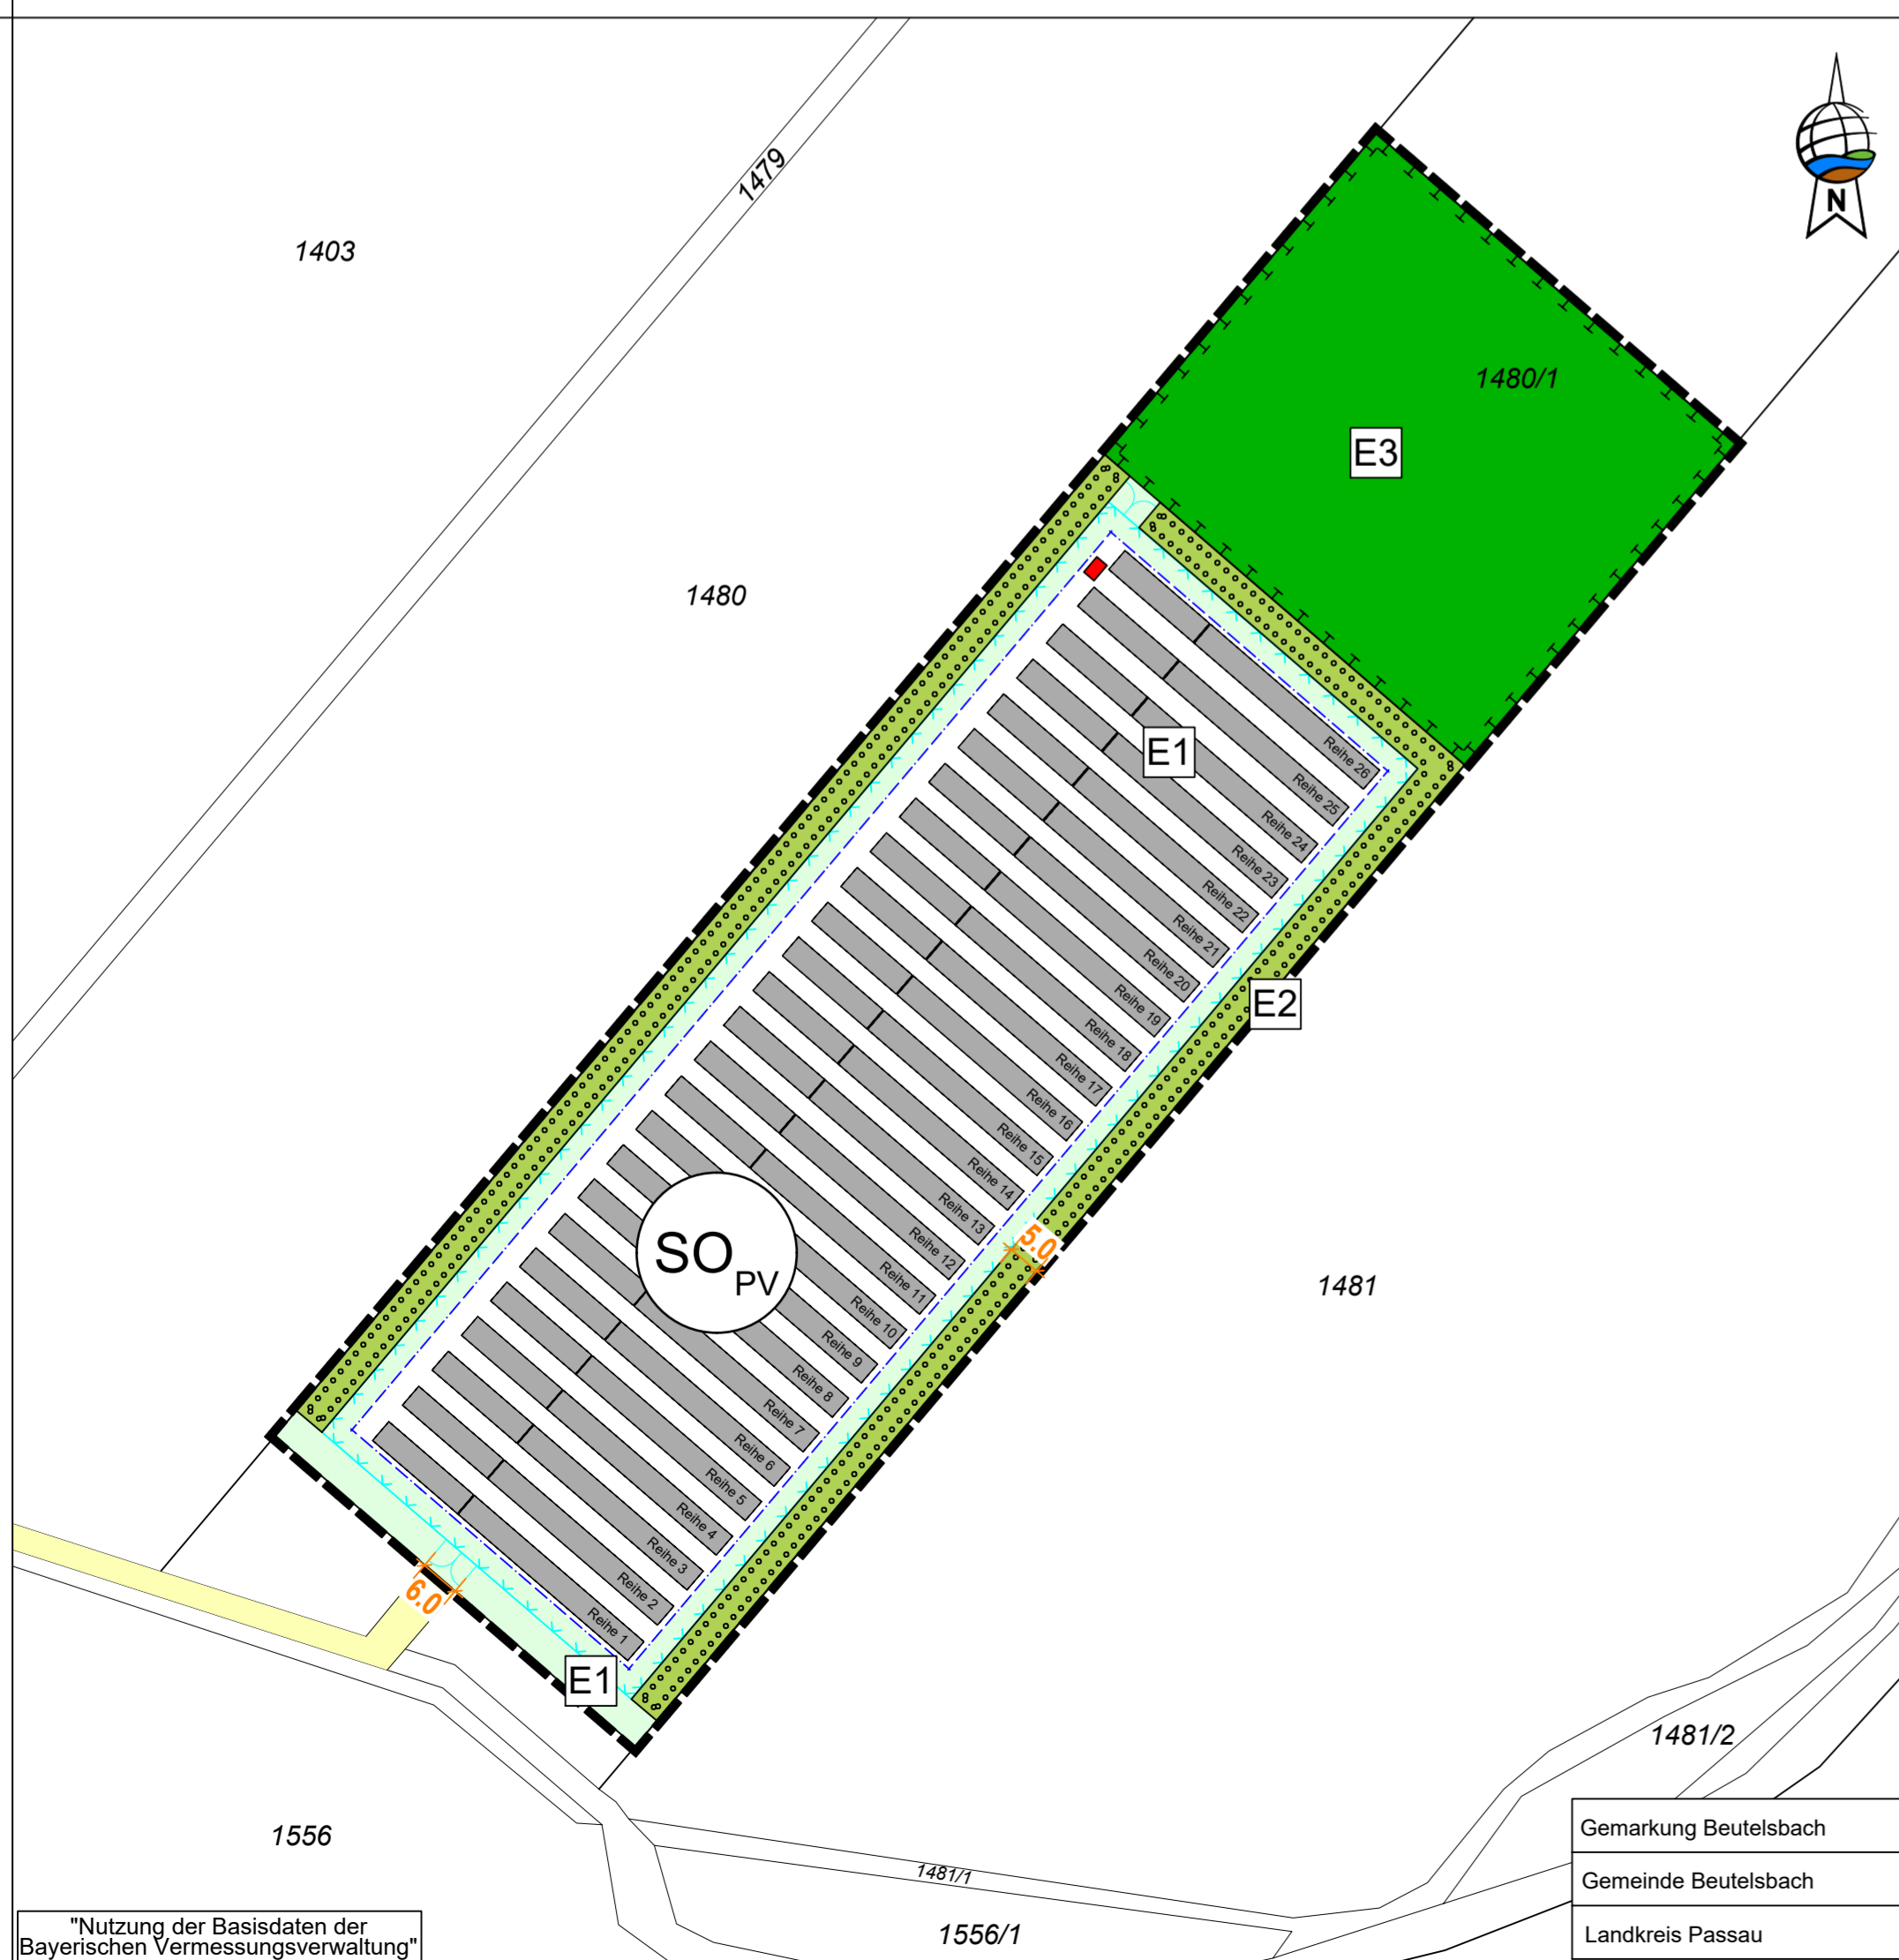 1479
1403
N
1480/1
E3
1480
Reihe 26
E1
Reihe 25
Reihe 24
Reihe 23
Reihe 22
Reihe 21
Reihe 20
E2
Reihe 19
Reihe 18
Reihe 17
Reihe 16
Reihe 15
Reihe 14
Reihe 13
5.0
Reihe 12
SO PV
Reihe 11
1481
Reihe 10
Reihe 9
Reihe 8
Reihe 7
Reihe 6
Reihe 5
Reihe 4
Reihe 3
6.0
Reihe 2
Reihe 1
E1
1481/2
1556
Gemarkung Beutelsbach
1481/1
Gemeinde Beutelsbach
"Nutzung der Basisdaten der
Bayerischen Vermessungsverwaltung"
1556/1
Landkreis Passau